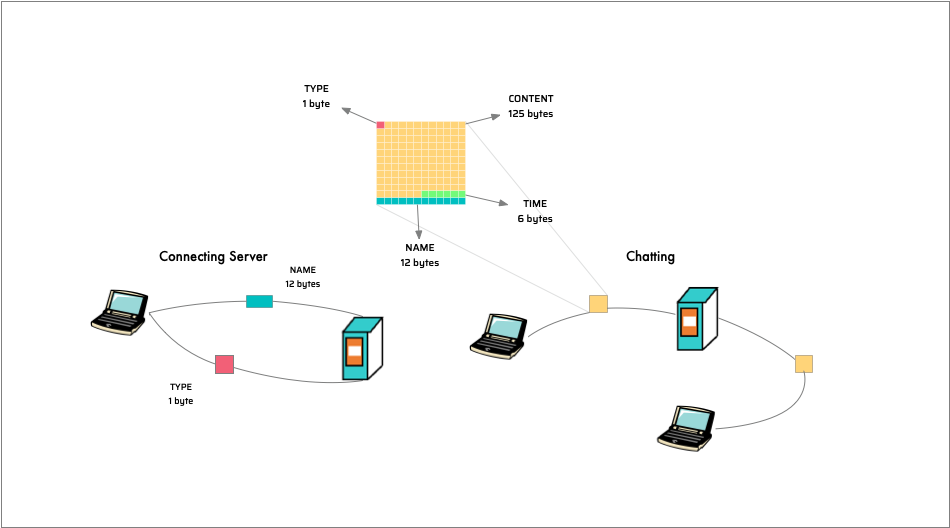 TYPE
1 byte
CONTENT
125 bytes
TIME
6 bytes
NAME
12 bytes
Connecting Server
NAME
12 bytes
TYPE
1 byte
Chatting